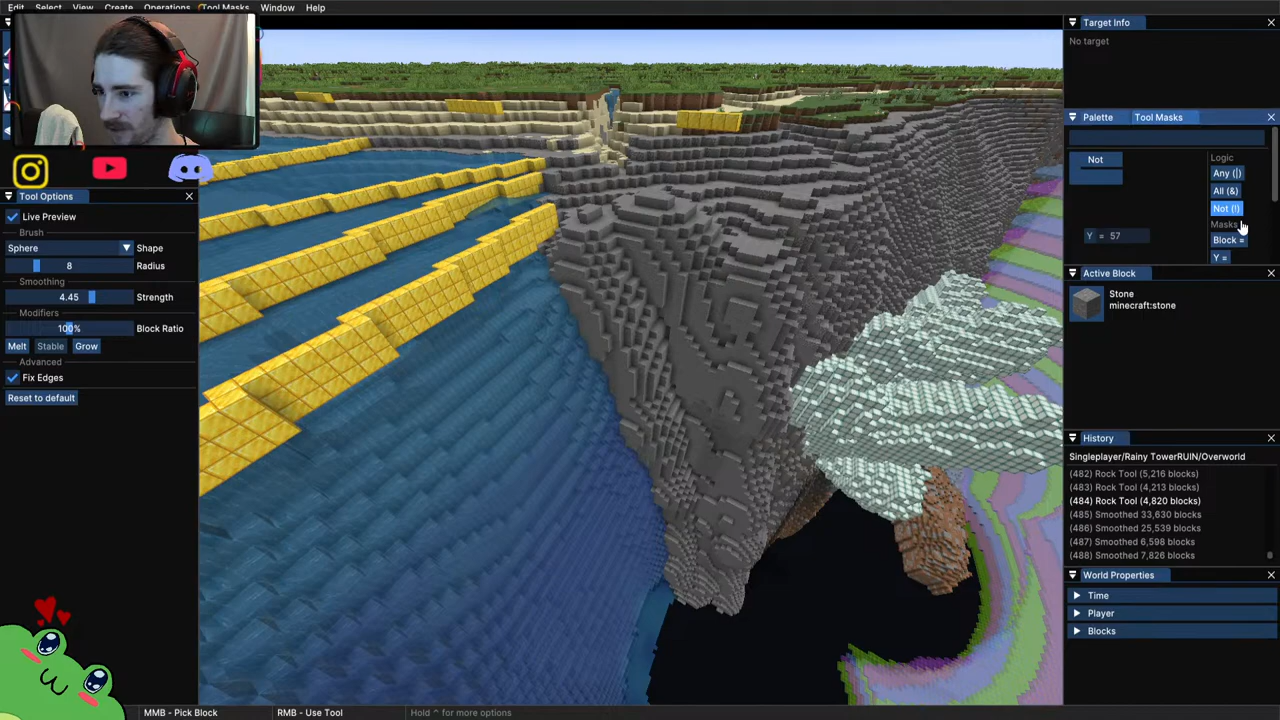 Edit Select View Create Operations Tool Masks Window Help
Target Info
No target
Palette Tool Masks
Not
Logic
Any (|)
All (&)
Not (!)
Masks
Y = 57
Block =
Y =
Tool Options
Live Preview
Brush
Sphere Shape
8 Radius
Smoothing
4.45 Strength
Modifiers
100% Block Ratio
Melt Stable Grow
Advanced
Fix Edges
Reset to default
Active Block
Stone
minecraft:stone
History
Singleplayer/Rainy TowerRUIN/Overworld
(482) Rock Tool (5,216 blocks)
(483) Rock Tool (4,213 blocks)
(484) Rock Tool (4,820 blocks)
(485) Smoothed 33,630 blocks
(486) Smoothed 25,539 blocks
(487) Smoothed 6,598 blocks
(488) Smoothed 7,826 blocks
World Properties
Time
Player
Blocks
MMB - Pick Block RMB - Use Tool Hold ^ for more options